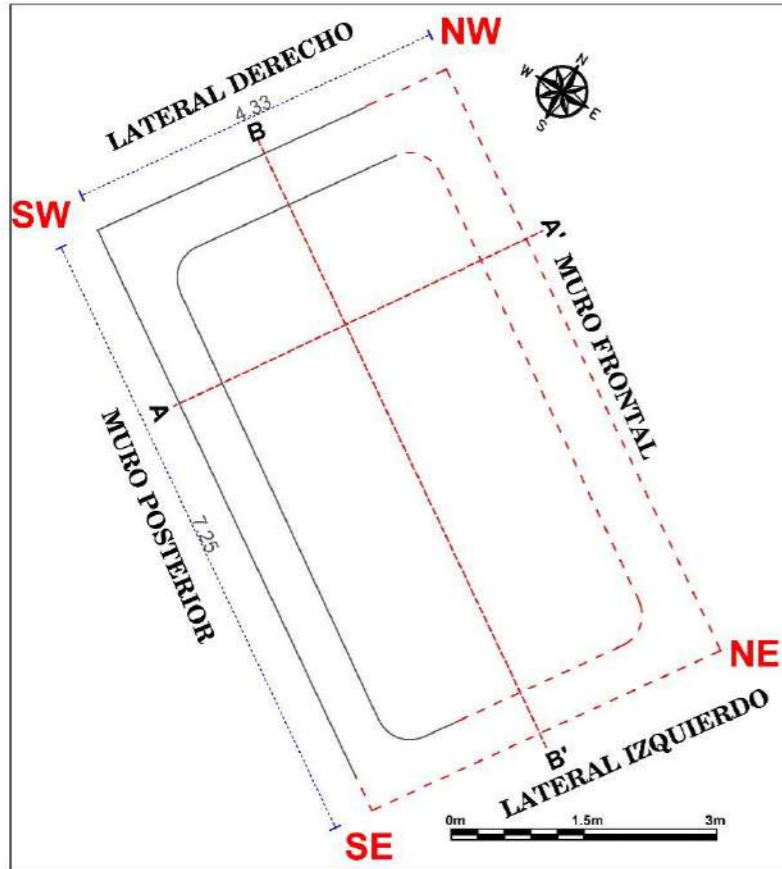 LATERAL DERECHO
NW
4.33
B
N
W
E
S
SW
A'
MURO FRONTAL
A
MURO POSTERIOR
7.25
NE
B'
LATERAL IZQUIERDO
SE
0m 1.5m 3m